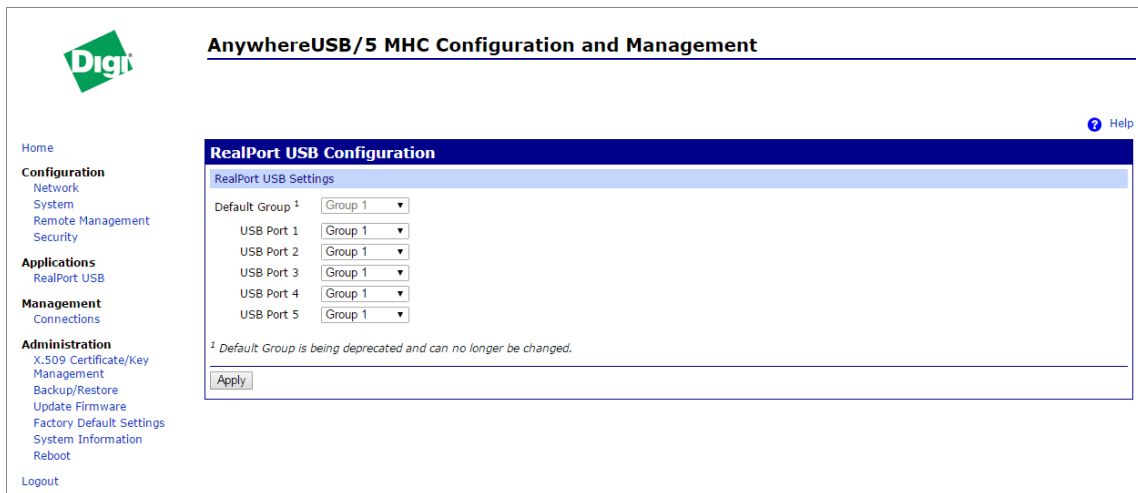 Digi
AnywhereUSB/5 MHC Configuration and Management
? Help
Home
Configuration
Network
System
Remote Management
Security
Applications
RealPort USB
Management
Connections
Administration
X.509 Certificate/Key
Management
Backup/Restore
Update Firmware
Factory Default Settings
System Information
Reboot
Logout
RealPort USB Configuration
RealPort USB Settings
Default Group ¹ Group 1
USB Port 1 Group 1
USB Port 2 Group 1
USB Port 3 Group 1
USB Port 4 Group 1
USB Port 5 Group 1
¹ Default Group is being deprecated and can no longer be changed.
Apply